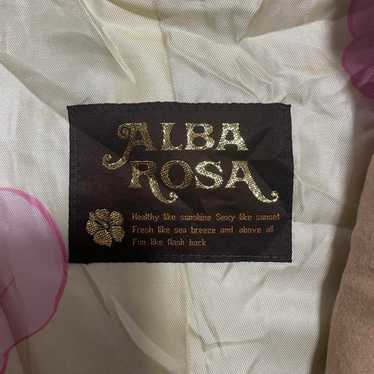 ALBA
ROSA
Healthy like sunshine Sexy like sunset
Fresh like sea breeze and above all
Fun like flash back